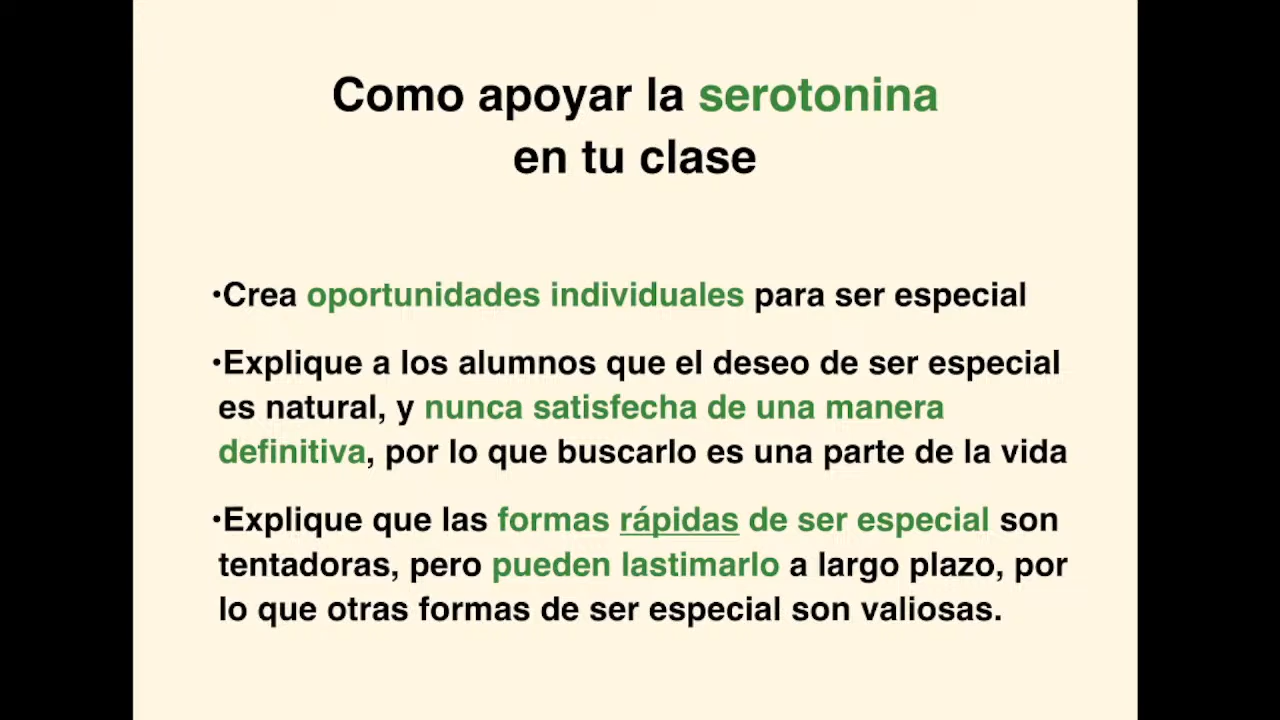 Como apoyar la serotonina
en tu clase
•Crea oportunidades individuales para ser especial
•Explique a los alumnos que el deseo de ser especial
es natural, y nunca satisfecha de una manera
definitiva, por lo que buscarlo es una parte de la vida
•Explique que las formas rápidas de ser especial son
tentadoras, pero pueden lastimarlo a largo plazo, por
lo que otras formas de ser especial son valiosas.